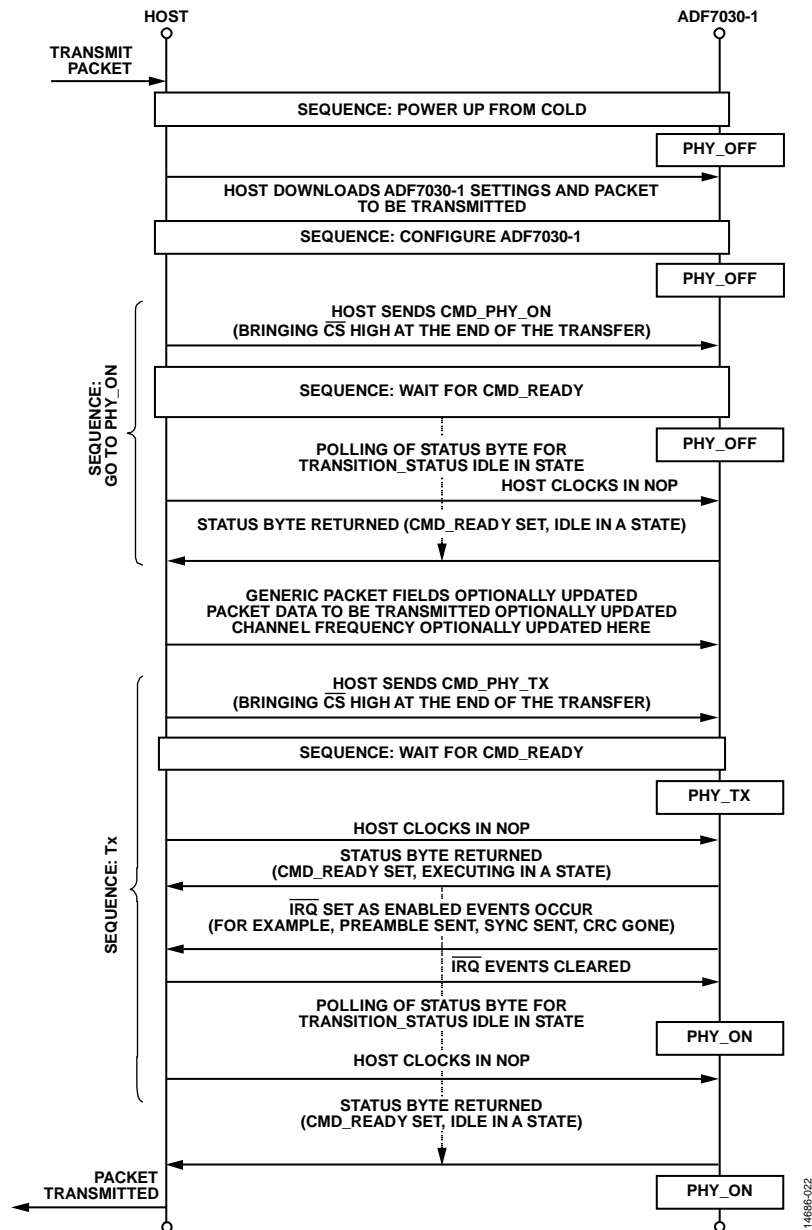 HOST
ADF7030-1
TRANSMIT
PACKET
SEQUENCE: POWER UP FROM COLD
PHY_OFF
HOST DOWNLOADS ADF7030-1 SETTINGS AND PACKET
TO BE TRANSMITTED
SEQUENCE: CONFIGURE ADF7030-1
PHY_OFF
SEQUENCE:
GO TO PHY_ON
HOST SENDS CMD_PHY_ON
(BRINGING CS HIGH AT THE END OF THE TRANSFER)
SEQUENCE: WAIT FOR CMD_READY
PHY_OFF
POLLING OF STATUS BYTE FOR
TRANSITION_STATUS IDLE IN STATE
HOST CLOCKS IN NOP
STATUS BYTE RETURNED (CMD_READY SET, IDLE IN A STATE)
GENERIC PACKET FIELDS OPTIONALLY UPDATED
PACKET DATA TO BE TRANSMITTED OPTIONALLY UPDATED
CHANNEL FREQUENCY OPTIONALLY UPDATED HERE
SEQUENCE: Tx
HOST SENDS CMD_PHY_TX
(BRINGING CS HIGH AT THE END OF THE TRANSFER)
SEQUENCE: WAIT FOR CMD_READY
PHY_TX
HOST CLOCKS IN NOP
STATUS BYTE RETURNED
(CMD_READY SET, EXECUTING IN A STATE)
IRQ SET AS ENABLED EVENTS OCCUR
(FOR EXAMPLE, PREAMBLE SENT, SYNC SENT, CRC GONE)
IRQ EVENTS CLEARED
POLLING OF STATUS BYTE FOR
TRANSITION_STATUS IDLE IN STATE
PHY_ON
HOST CLOCKS IN NOP
STATUS BYTE RETURNED
(CMD_READY SET, IDLE IN A STATE)
PACKET
TRANSMITTED
PHY_ON
14686-022